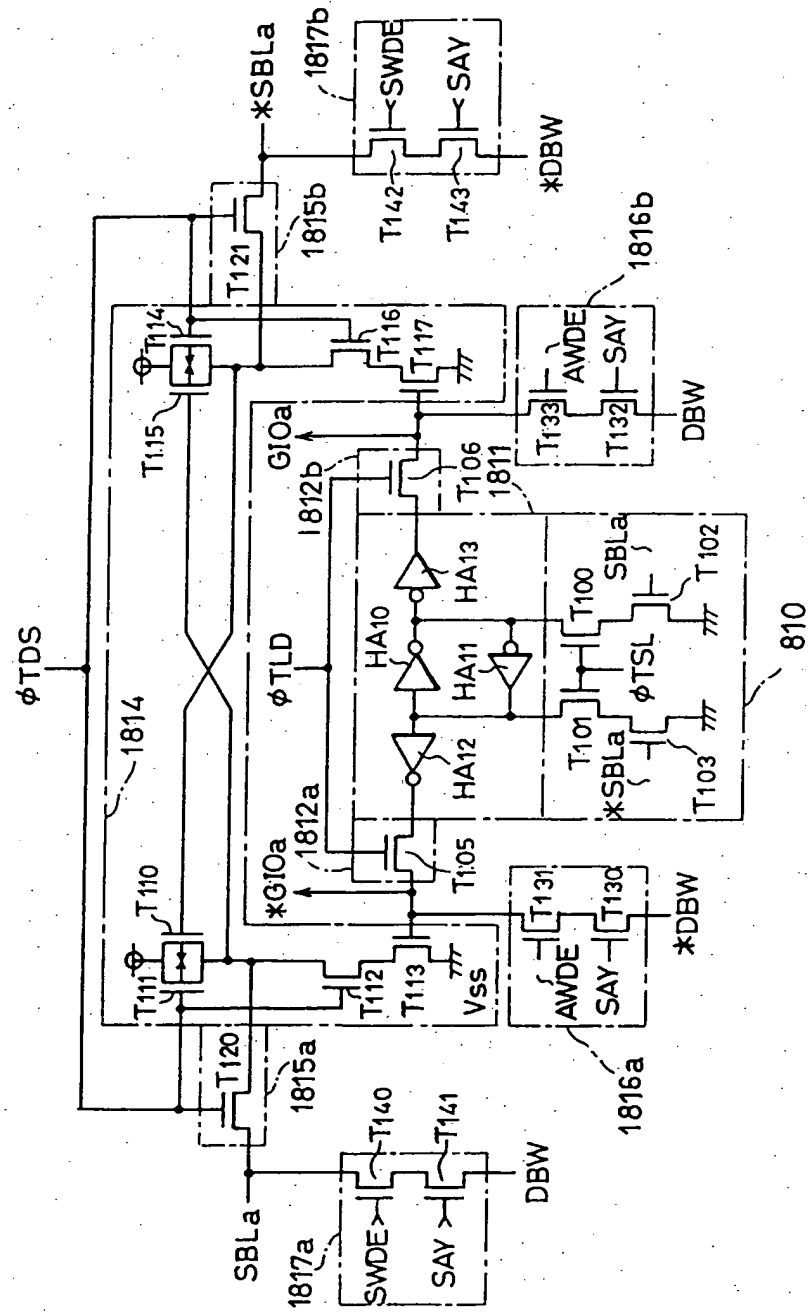 φTDS
1814
T110
T111
T114
T115
T120
1815a
T121
1815b
T112
T113
Vss
T116
T117
SBLa
*SBLa
1817a
T140
T141
SWDE
SAY
DBW
1817b
SWDE
SAY
T142
T143
*DBW
*GIOa
GIOa
φTLD
1812a
1812b
T105
T106
1811
HA10
HA11
HA12
HA13
T100
T101
φTSL
SBLa
*SBLa
T102
T103
810
1816a
AWDE
SAY
T131
T130
*DBW
1816b
AWDE
SAY
T133
T132
DBW